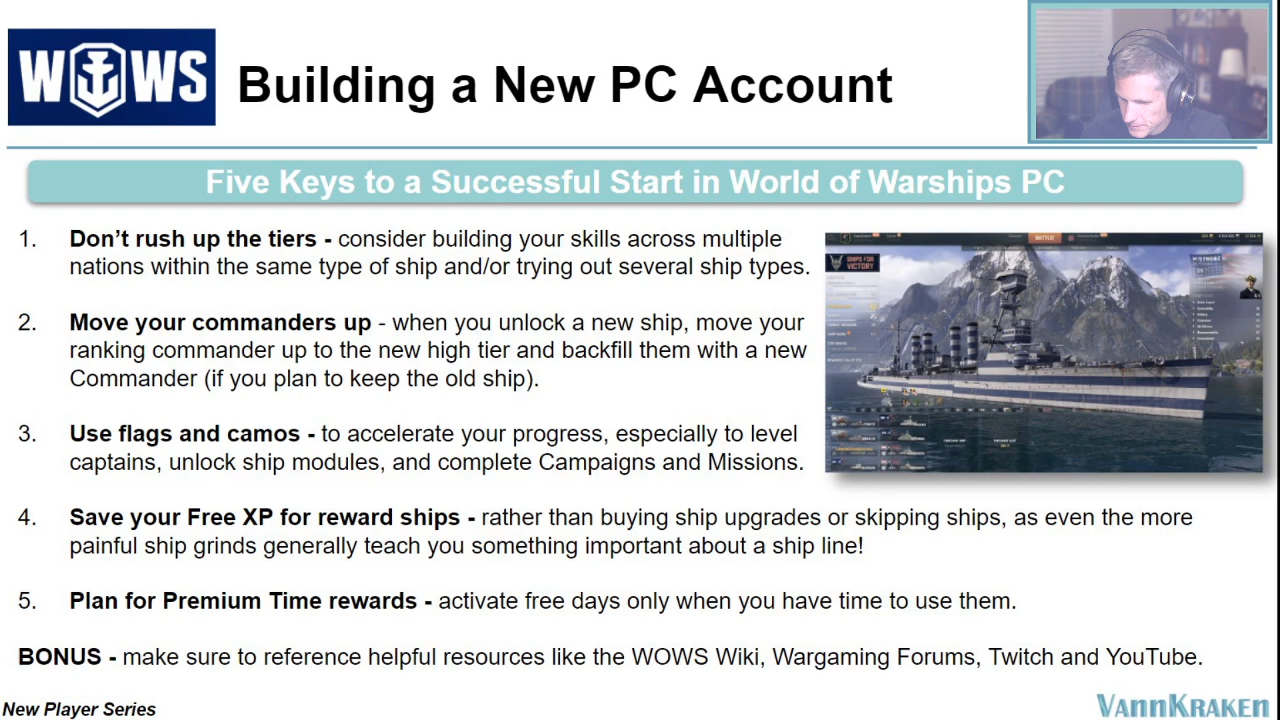 WOWS
Building a New PC Account
Five Keys to a Successful Start in World of Warships PC
1. Don't rush up the tiers - consider building your skills across multiple
nations within the same type of ship and/or trying out several ship types.
2. Move your commanders up - when you unlock a new ship, move your
ranking commander up to the new high tier and backfill them with a new
Commander (if you plan to keep the old ship).
3. Use flags and camos - to accelerate your progress, especially to level
captains, unlock ship modules, and complete Campaigns and Missions.
BATTLE!
SHIPS FOR
VICTORY
4. Save your Free XP for reward ships - rather than buying ship upgrades or skipping ships, as even the more
painful ship grinds generally teach you something important about a ship line!
5. Plan for Premium Time rewards - activate free days only when you have time to use them.
BONUS - make sure to reference helpful resources like the WOWS Wiki, Wargaming Forums, Twitch and YouTube.
New Player Series
VANNKRAKEN